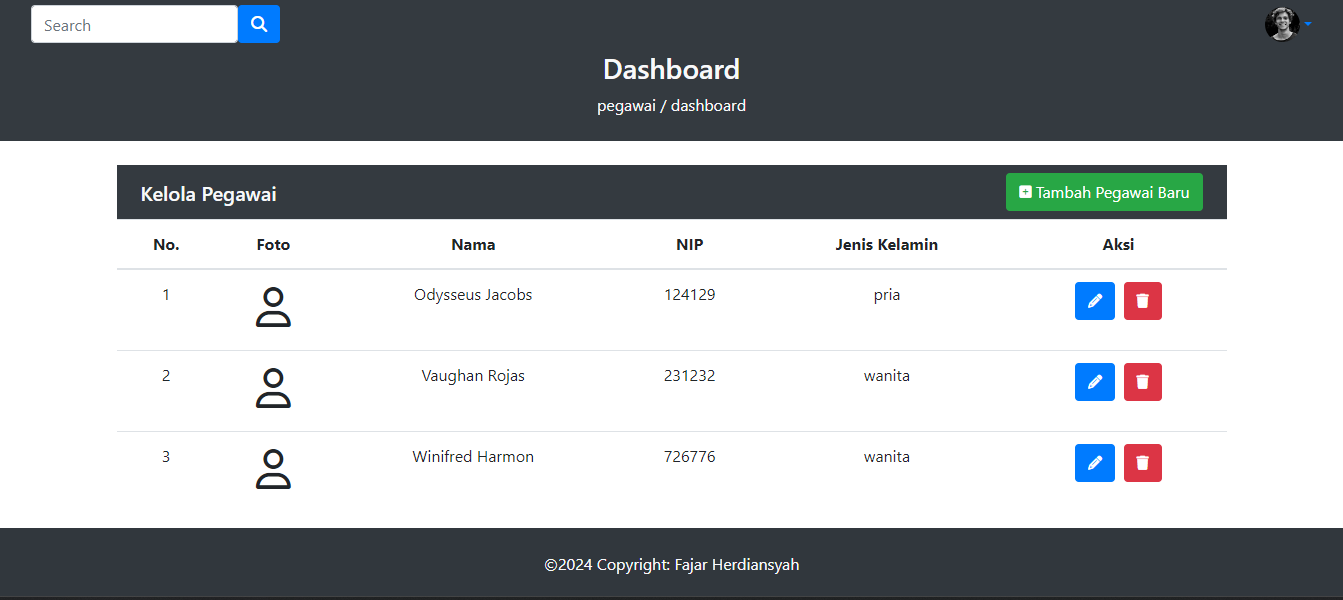 Search
Dashboard
pegawai / dashboard
Kelola Pegawai
Tambah Pegawai Baru
No. Foto Nama NIP Jenis Kelamin Aksi
1 Odysseus Jacobs 124129 pria
2 Vaughan Rojas 231232 wanita
3 Winifred Harmon 726776 wanita
©2024 Copyright: Fajar Herdiansyah